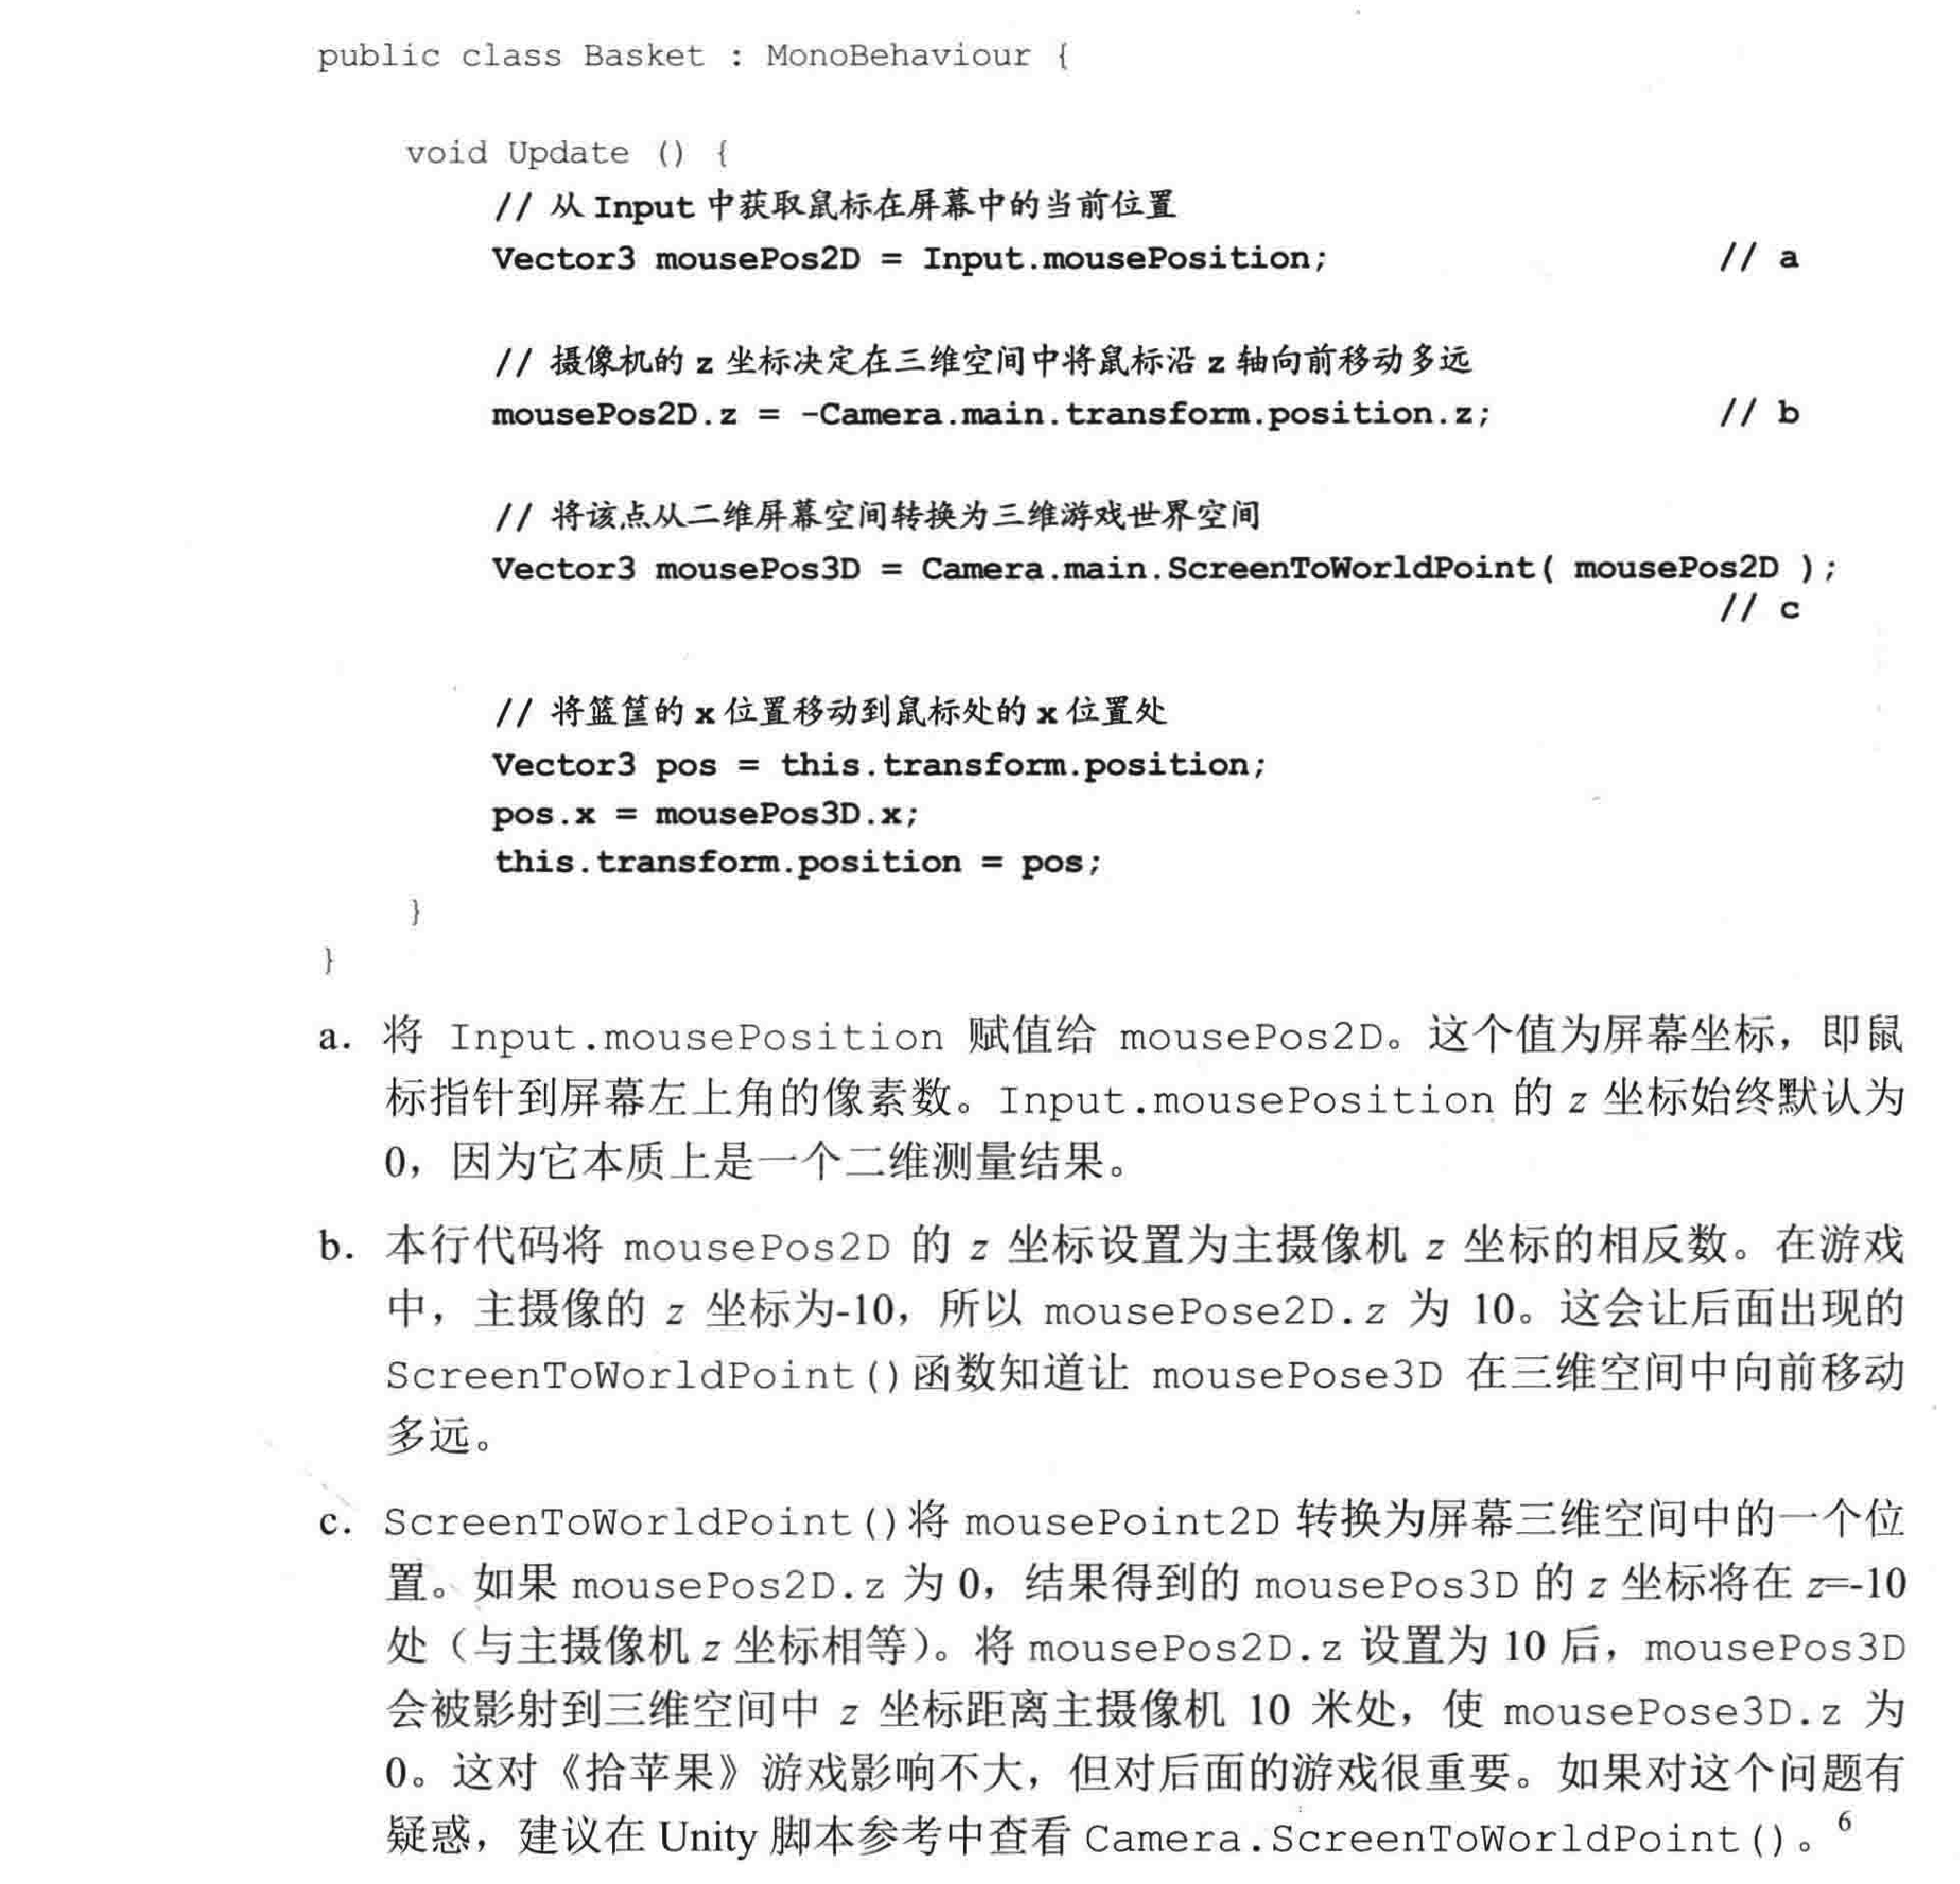 public class Basket : MonoBehaviour {
void Update () {
// 从 Input 中获取鼠标在屏幕中的当前位置
Vector3 mousePos2D = Input.mousePosition; // a
// 摄像机的 z 坐标决定在三维空间中将鼠标沿 z 轴向前移动多远
mousePos2D.z = -Camera.main.transform.position.z; // b
// 将该点从二维屏幕空间转换为三维游戏世界空间
Vector3 mousePos3D = Camera.main.ScreenToWorldPoint( mousePos2D );
// c
// 将篮筐的 x 位置移动到鼠标处的 x 位置处
Vector3 pos = this.transform.position;
pos.x = mousePos3D.x;
this.transform.position = pos;
}
}
a. 将 Input.mousePosition 赋值给 mousePos2D。这个值为屏幕坐标，即鼠
标指针到屏幕左上角的像素数。Input.mousePosition 的 z 坐标始终默认为
0，因为它本质上是一个二维测量结果。
b. 本行代码将 mousePos2D 的 z 坐标设置为主摄像机 z 坐标的相反数。在游戏
中，主摄像的 z 坐标为-10，所以 mousePose2D.z 为 10。这会让后面出现的
ScreenToWorldPoint()函数知道让 mousePose3D 在三维空间中向前移动
多远。
c. ScreenToWorldPoint()将 mousePoint2D 转换为屏幕三维空间中的一个位
置。如果 mousePos2D.z 为 0，结果得到的 mousePos3D 的 z 坐标将在 z=-10
处（与主摄像机 z 坐标相等）。将 mousePos2D.z 设置为 10 后，mousePos3D
会被影射到三维空间中 z 坐标距离主摄像机 10 米处，使 mousePose3D.z 为
0。这对《拾苹果》游戏影响不大，但对后面的游戏很重要。如果对这个问题有
疑惑，建议在 Unity 脚本参考中查看 Camera.ScreenToWorldPoint()。6